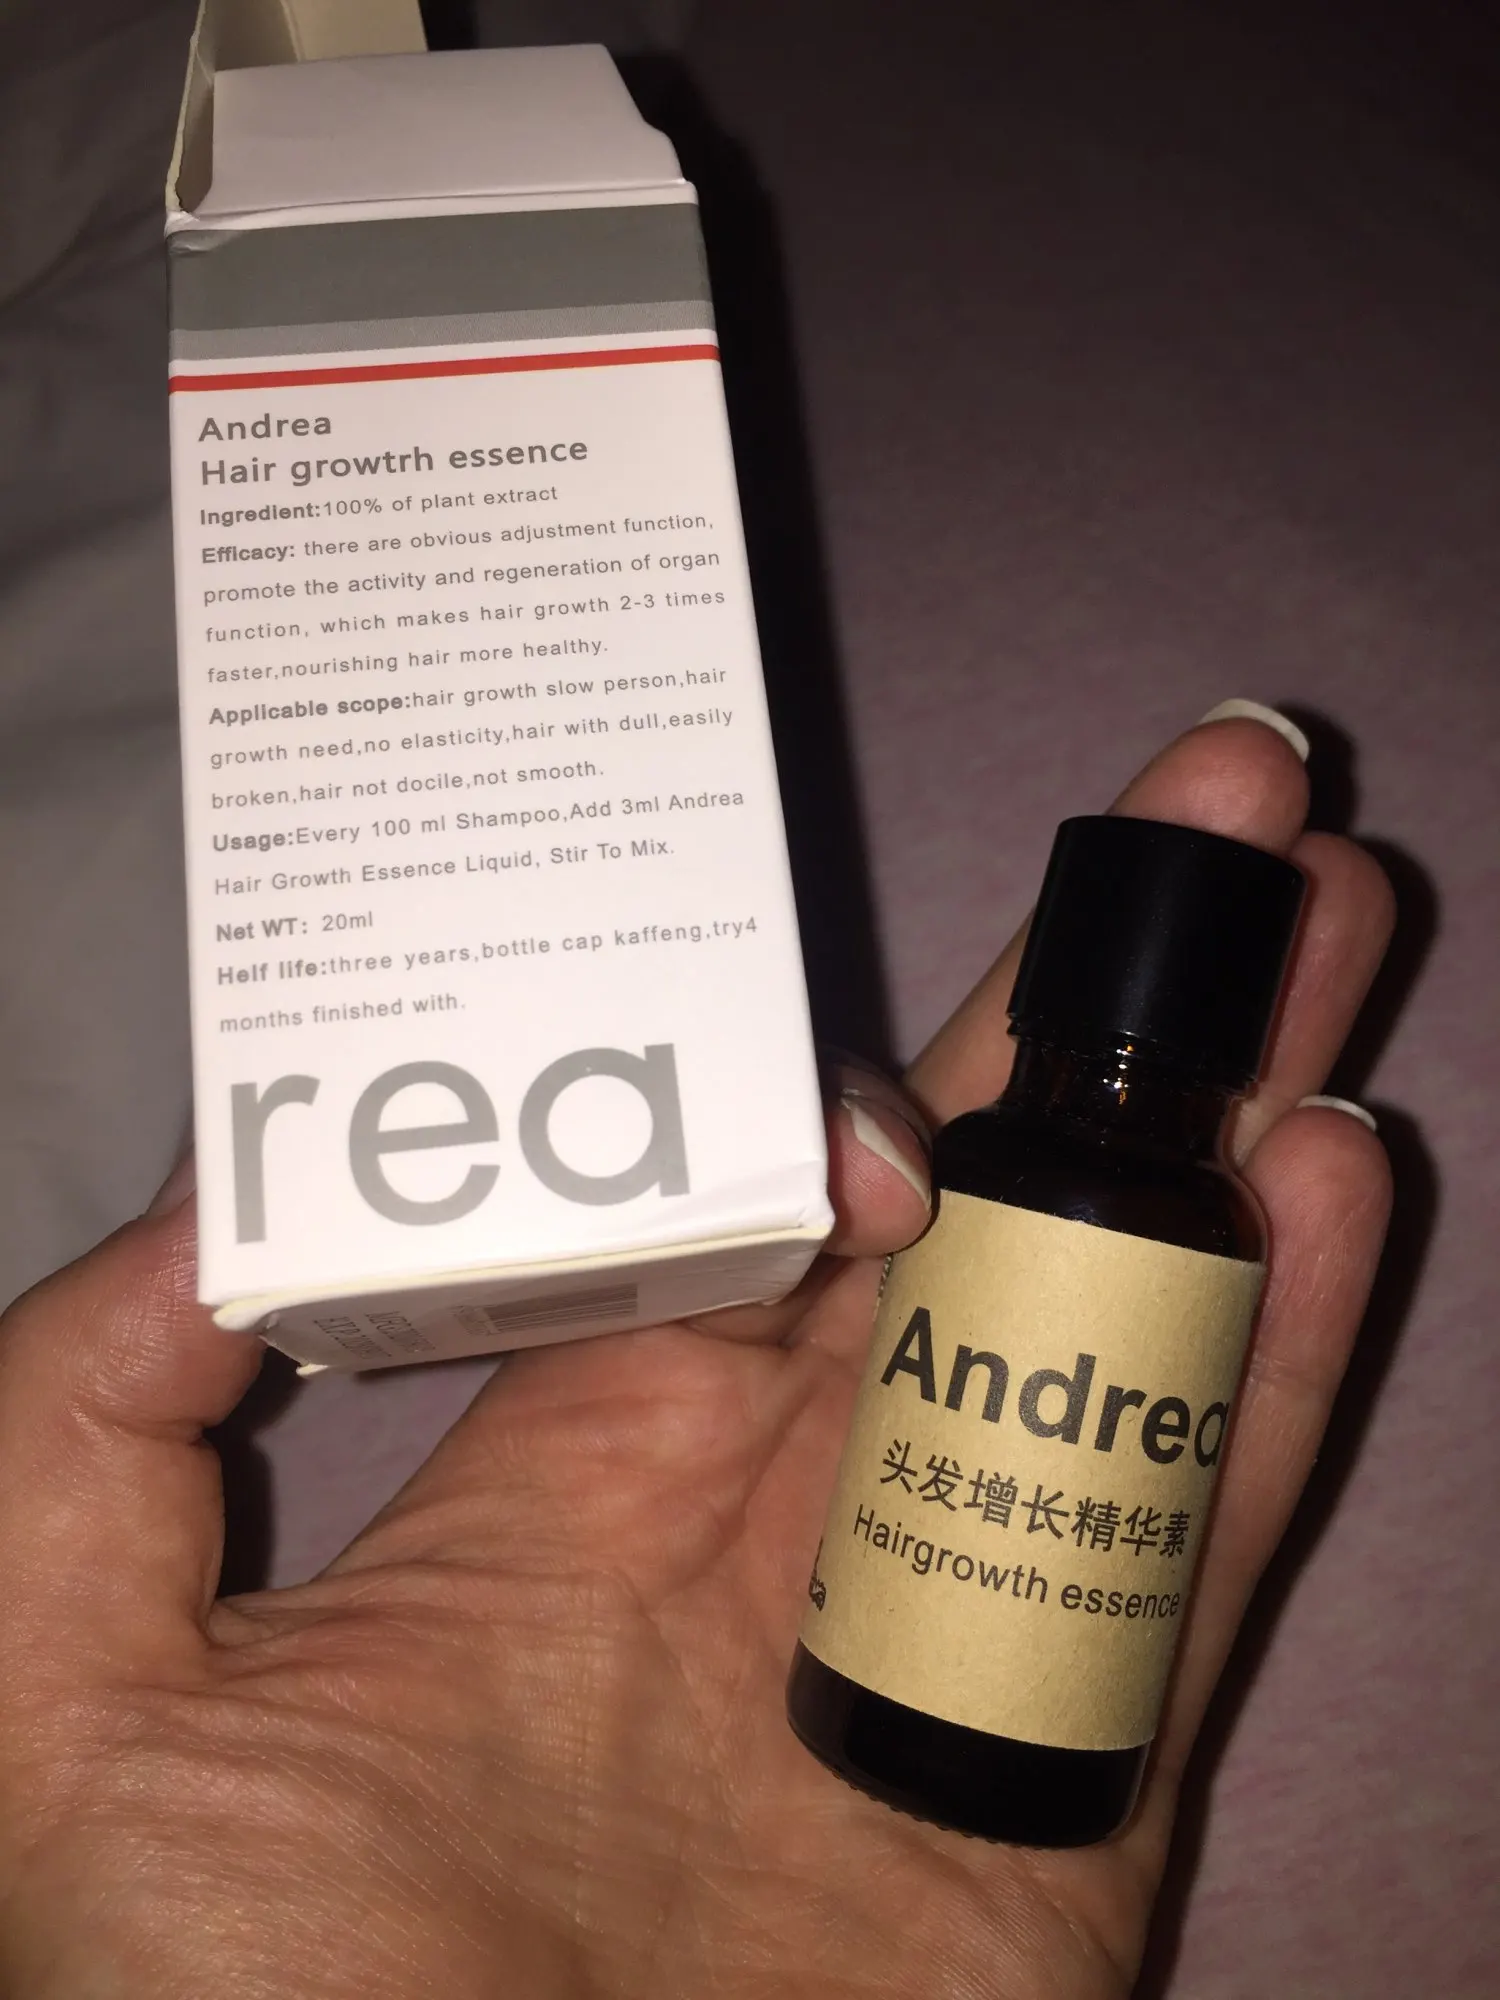 Andrea
Hair growtrh essence
Ingredient:100% of plant extract
Efficacy: there are obvious adjustment function,
promote the activity and regeneration of organ
function, which makes hair growth 2-3 times
faster,nourishing hair more healthy.
Applicable scope:hair growth slow person,hair
growth need,no elasticity,hair with dull,easily
broken,hair not docile,not smooth.
Usage:Every 100 ml Shampoo,Add 3ml Andrea
Hair Growth Essence Liquid, Stir To Mix.
Net WT: 20ml
Helf life:three years,bottle cap kaffeng,try4
months finished with.
rea
Andrea
头发增长精华素
Hairgrowth essence